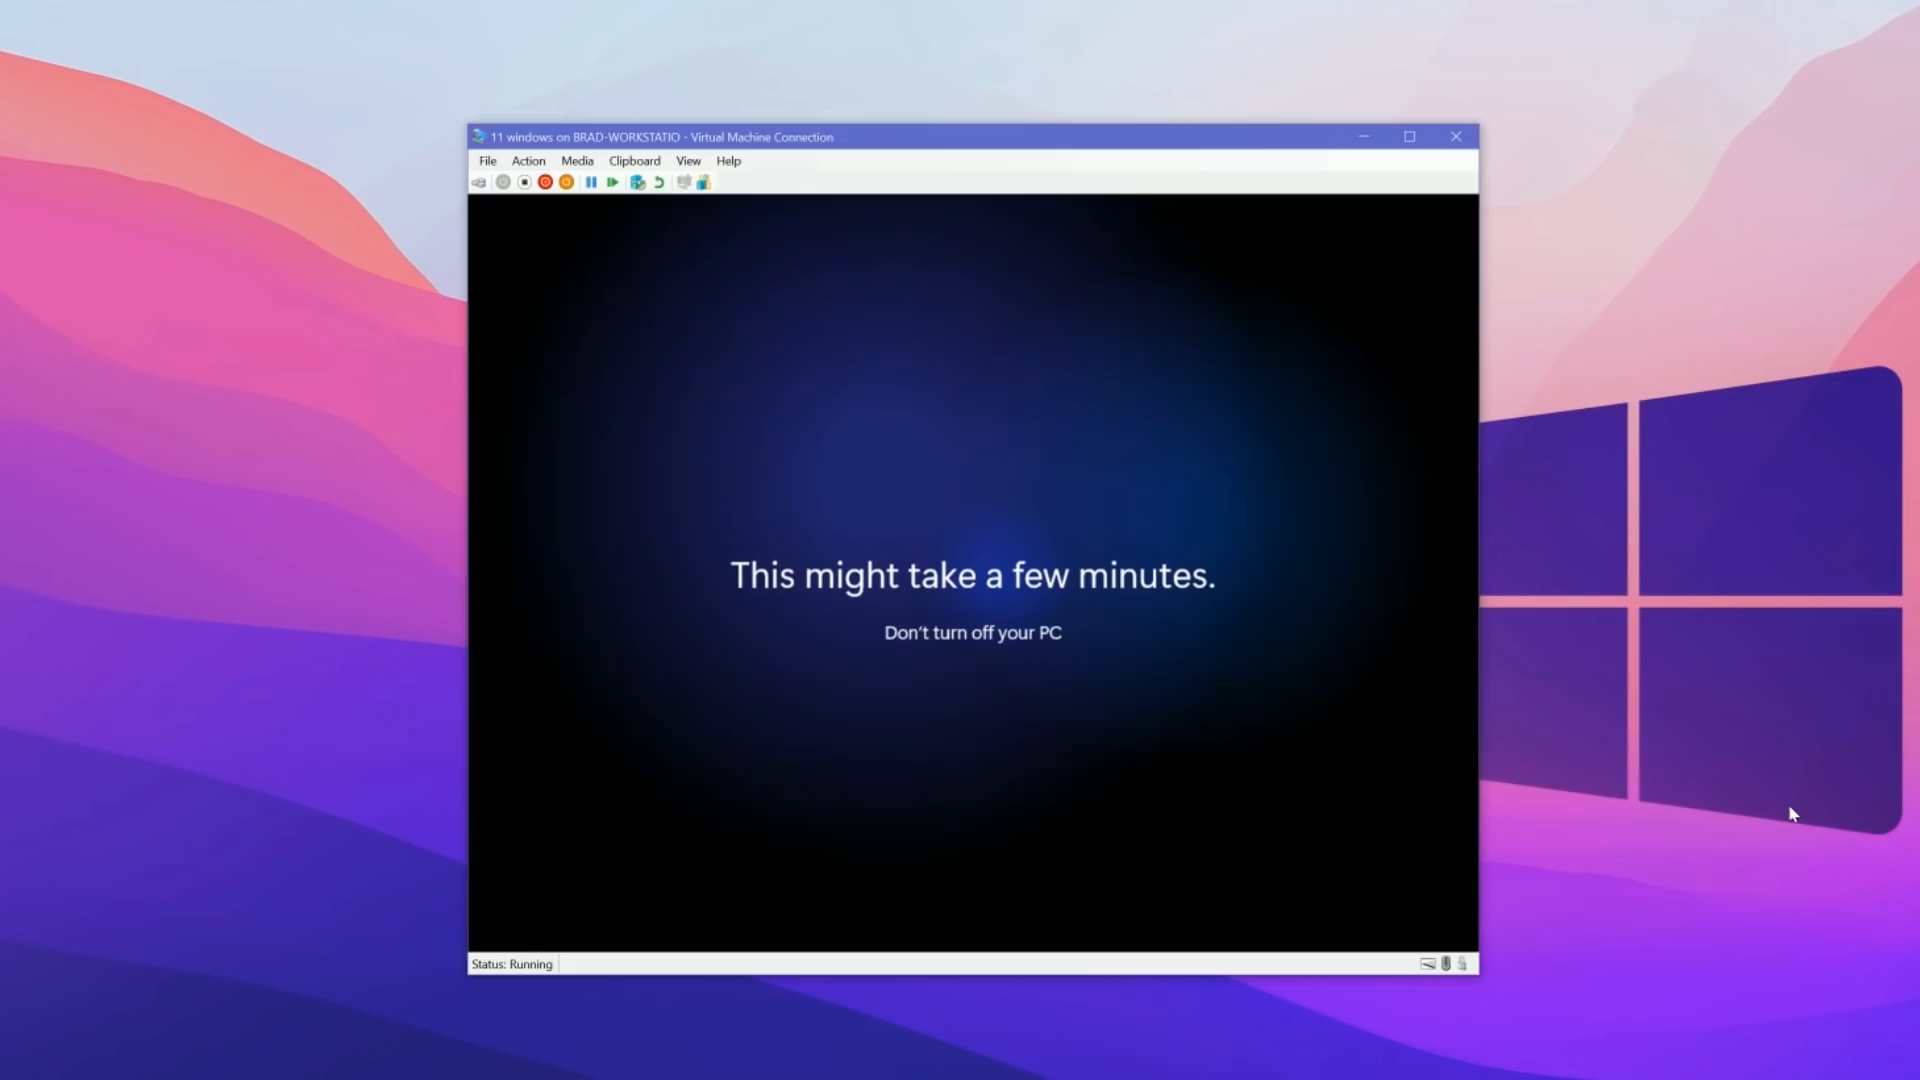 11 windows on BRAD-WORKSTATIO - Virtual Machine Connection
File Action Media Clipboard View Help
This might take a few minutes.
Don't turn off your PC
Status: Running